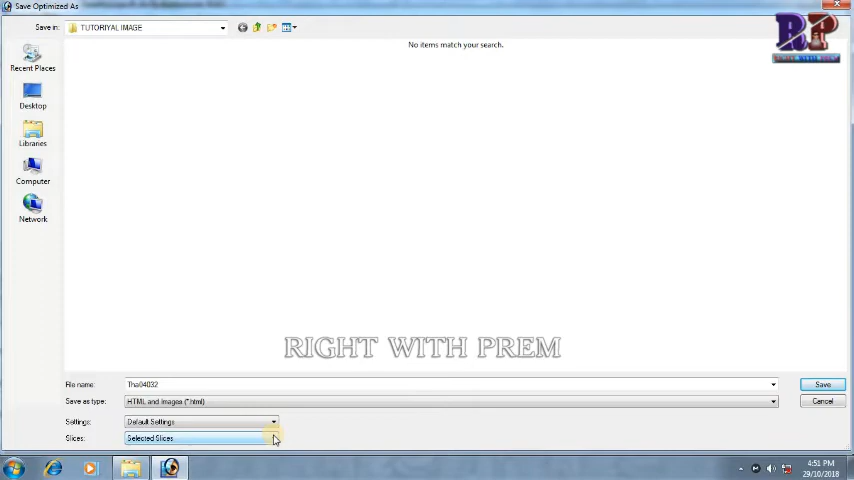 Save Optimized As
Save in:
TUTORIYAL IMAGE
No items match your search.
RP
Recent Places
Desktop
Libraries
Computer
Network
RIGHT WITH PREM
File name:
Tha04032
Save
Save as type:
HTML and Images (*.html)
Cancel
Settings:
Default Settings
Slices:
Selected Slices
4:51 PM
29/10/2018